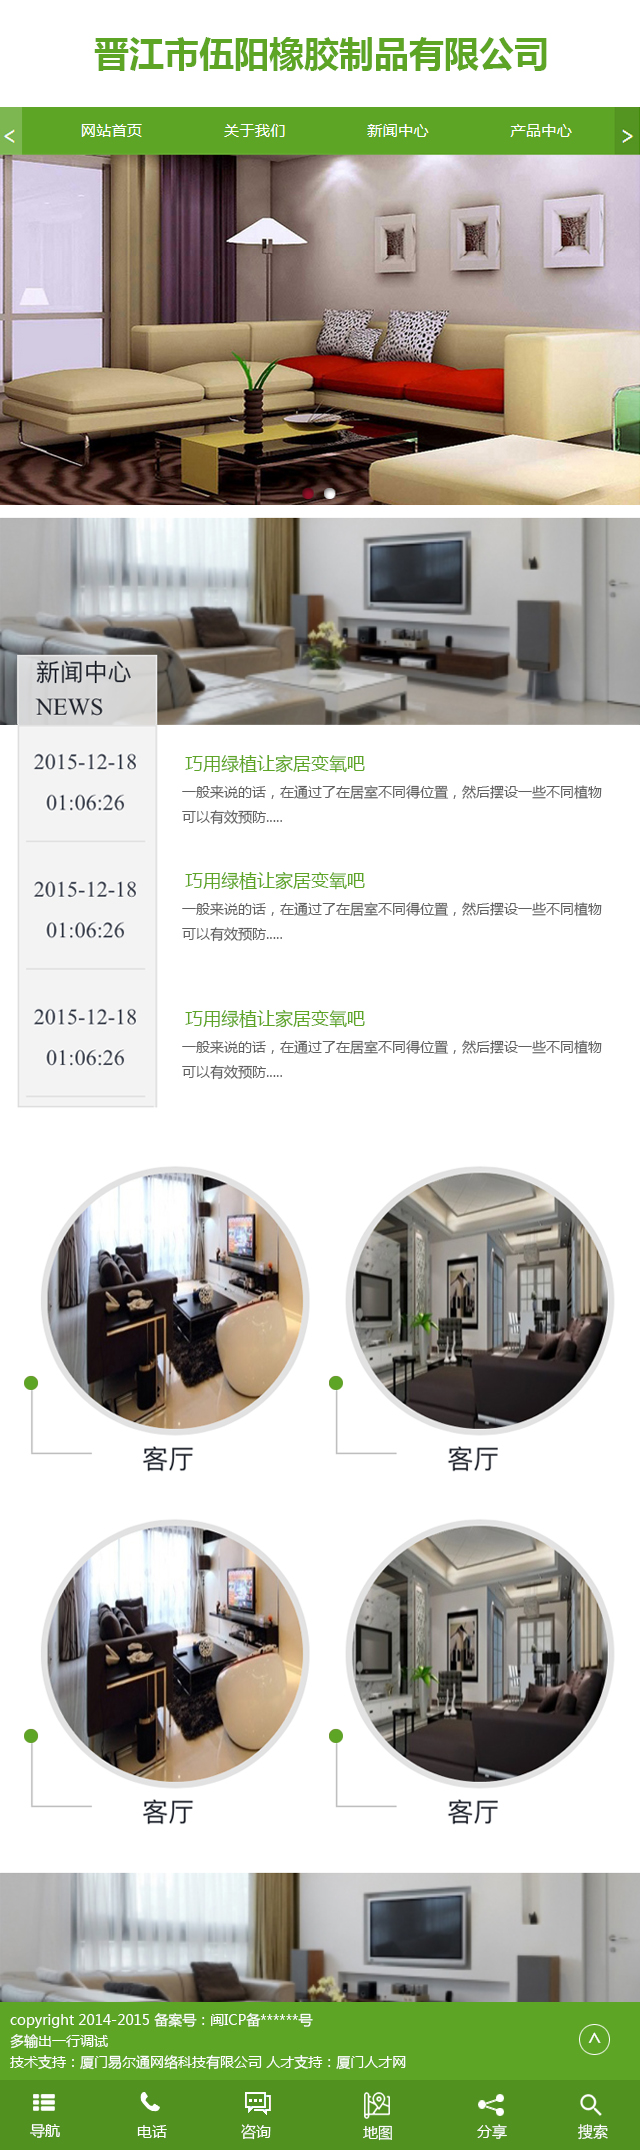 晋江市伍阳橡胶制品有限公司
< 网站首页 关于我们 新闻中心 产品中心 >
新闻中心
NEWS
2015-12-18
01:06:26
巧用绿植让家居变氧吧
一般来说的话，在通过了在居室不同得位置，然后摆设一些不同植物
可以有效预防.....
2015-12-18
01:06:26
巧用绿植让家居变氧吧
一般来说的话，在通过了在居室不同得位置，然后摆设一些不同植物
可以有效预防.....
2015-12-18
01:06:26
巧用绿植让家居变氧吧
一般来说的话，在通过了在居室不同得位置，然后摆设一些不同植物
可以有效预防.....
客厅 客厅
客厅 客厅
copyright 2014-2015 备案号：闽ICP备******号
多输出一行调试
技术支持：厦门易尔通网络科技有限公司 人才支持：厦门人才网
导航 电话 咨询 地图 分享 搜索